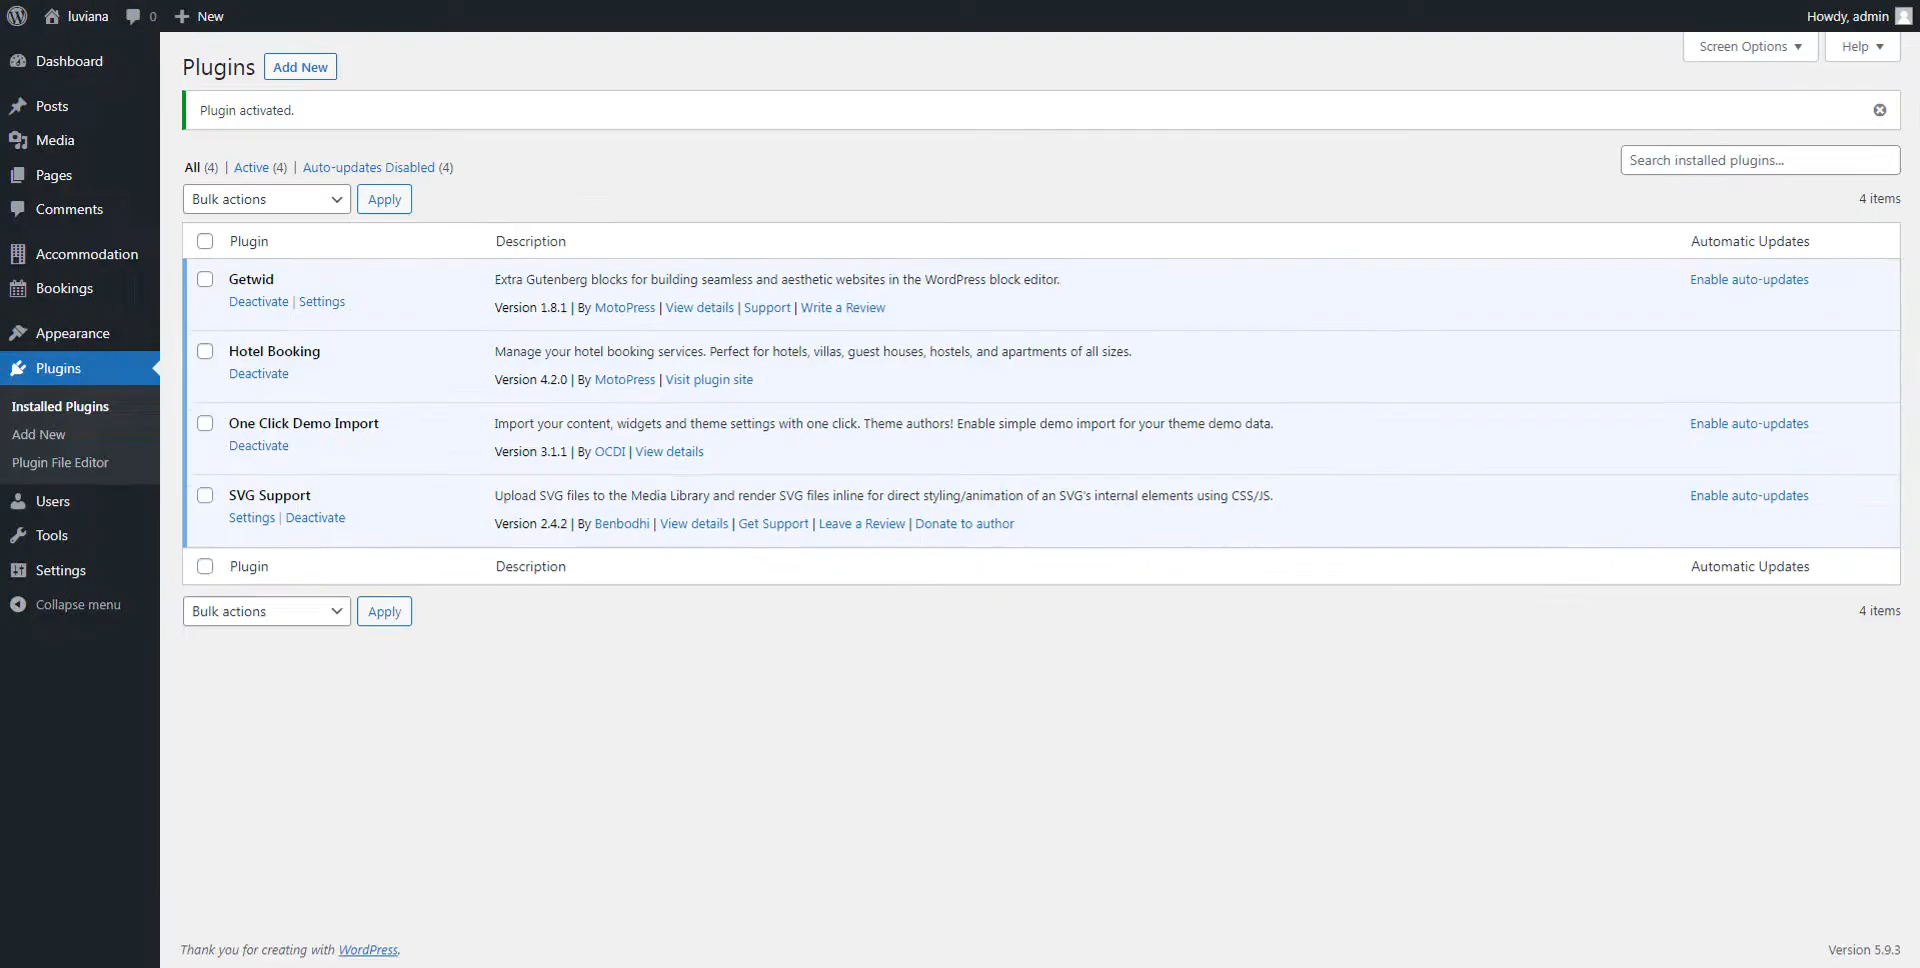 luviana
0
New
Howdy, admin
Dashboard
Posts
Media
Pages
Comments
Accommodation
Bookings
Appearance
Plugins
Installed Plugins
Add New
Plugin File Editor
Users
Tools
Settings
Collapse menu
Screen Options
Help
Plugins
Add New
Plugin activated.
All (4) | Active (4) | Auto-updates Disabled (4)
Search installed plugins...
Bulk actions
Apply
4 items
Plugin
Description
Automatic Updates
Getwid
Deactivate | Settings
Extra Gutenberg blocks for building seamless and aesthetic websites in the WordPress block editor.
Version 1.8.1 | By MotoPress | View details | Support | Write a Review
Enable auto-updates
Hotel Booking
Deactivate
Manage your hotel booking services. Perfect for hotels, villas, guest houses, hostels, and apartments of all sizes.
Version 4.2.0 | By MotoPress | Visit plugin site
One Click Demo Import
Deactivate
Import your content, widgets and theme settings with one click. Theme authors! Enable simple demo import for your theme demo data.
Version 3.1.1 | By OCDI | View details
Enable auto-updates
SVG Support
Settings | Deactivate
Upload SVG files to the Media Library and render SVG files inline for direct styling/animation of an SVG's internal elements using CSS/JS.
Version 2.4.2 | By Benbodhi | View details | Get Support | Leave a Review | Donate to author
Enable auto-updates
Plugin
Description
Automatic Updates
Bulk actions
Apply
4 items
Thank you for creating with WordPress.
Version 5.9.3